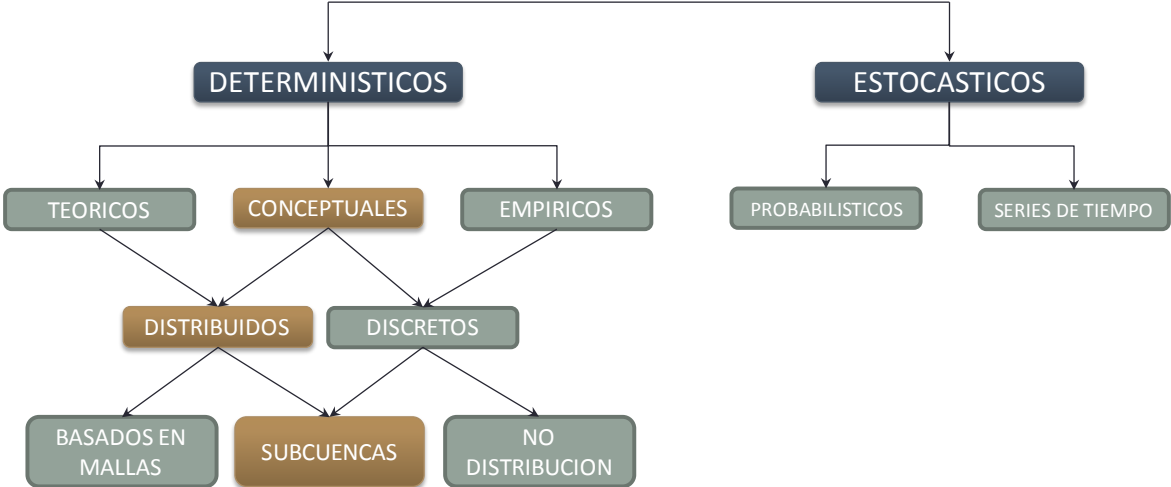 DETERMINISTICOS
ESTOCASTICOS
TEORICOS
CONCEPTUALES
EMPIRICOS
PROBABILISTICOS
SERIES DE TIEMPO
DISTRIBUIDOS
DISCRETOS
BASADOS EN
MALLAS
SUBCUENCAS
NO
DISTRIBUCION